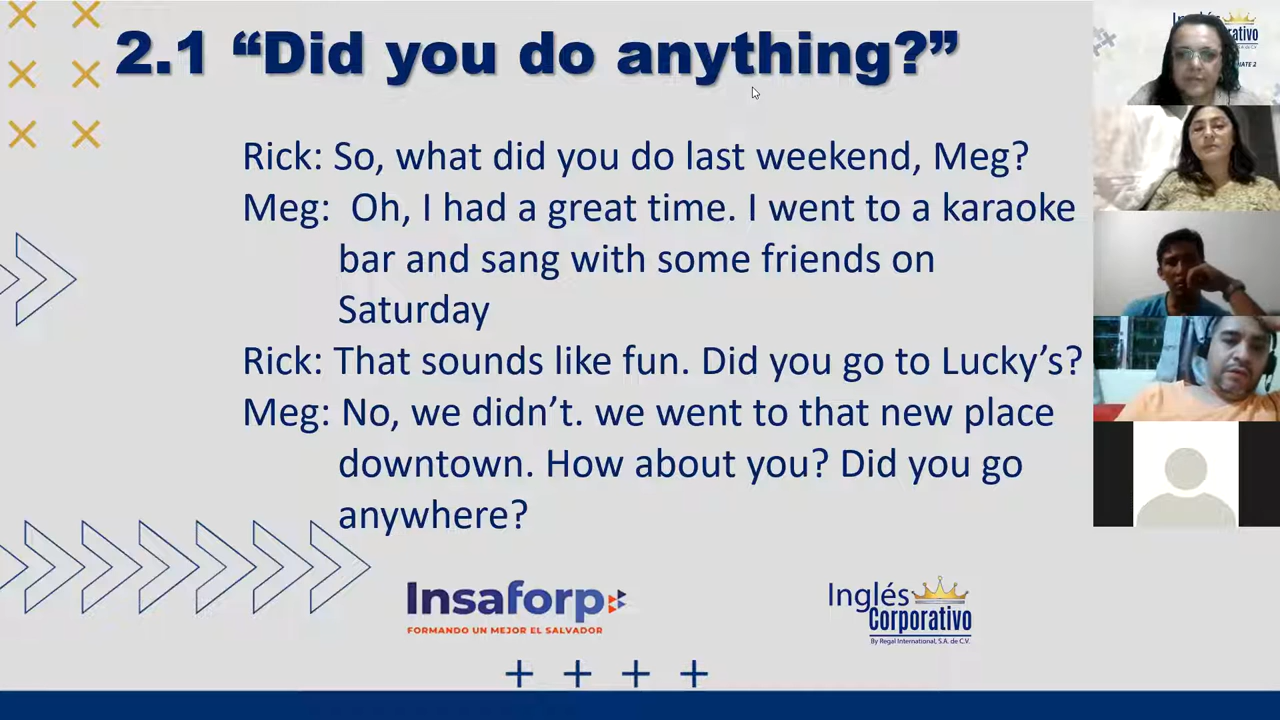 2.1 “Did you do anything?”
Rick: So, what did you do last weekend, Meg?
Meg: Oh, I had a great time. I went to a karaoke
bar and sang with some friends on
Saturday
Rick: That sounds like fun. Did you go to Lucky’s?
Meg: No, we didn’t. we went to that new place
downtown. How about you? Did you go
anywhere?
Insaforp
FORMANDO UN MEJOR EL SALVADOR
Inglés
Corporativo
By Regal International, S.A. de C.V.